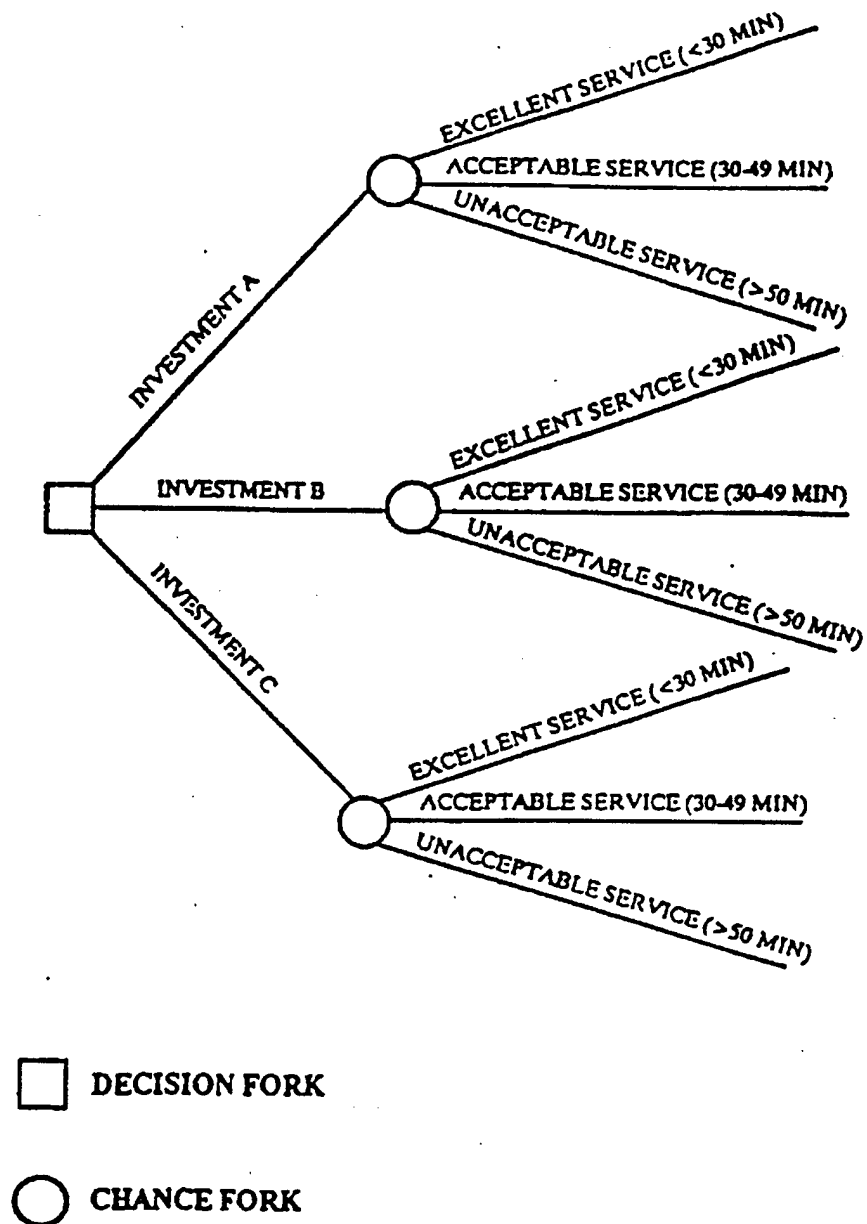 EXCELLENT SERVICE (<30 MIN)
ACCEPTABLE SERVICE (30-49 MIN)
UNACCEPTABLE SERVICE (>50 MIN)
INVESTMENT A
EXCELLENT SERVICE (<30 MIN)
INVESTMENT B
ACCEPTABLE SERVICE (30-49 MIN)
UNACCEPTABLE SERVICE (>50 MIN)
INVESTMENT C
EXCELLENT SERVICE (<30 MIN)
ACCEPTABLE SERVICE (30-49 MIN)
UNACCEPTABLE SERVICE (>50 MIN)
DECISION FORK
CHANCE FORK